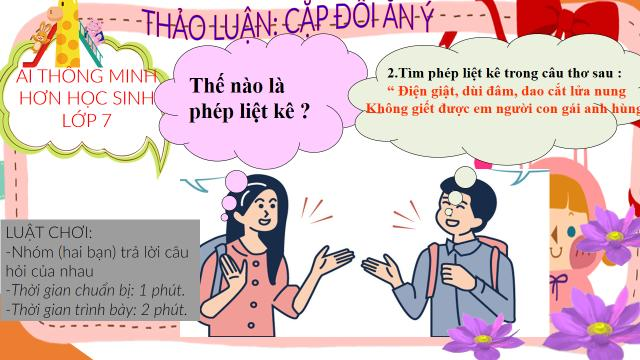 THẢO LUẬN: CẶP ĐÔI ĂN Ý
AI THÔNG MINH
HƠN HỌC SINH
LỚP 7
Thế nào là
phép liệt kê ?
2.Tìm phép liệt kê trong câu thơ sau :
“ Điện giật, dùi đâm, dao cắt lửa nung
Không giết được em người con gái anh hùng
LUẬT CHƠI:
-Nhóm (hai bạn) trả lời câu
hỏi của nhau
-Thời gian chuẩn bị: 1 phút.
-Thời gian trình bày: 2 phút.